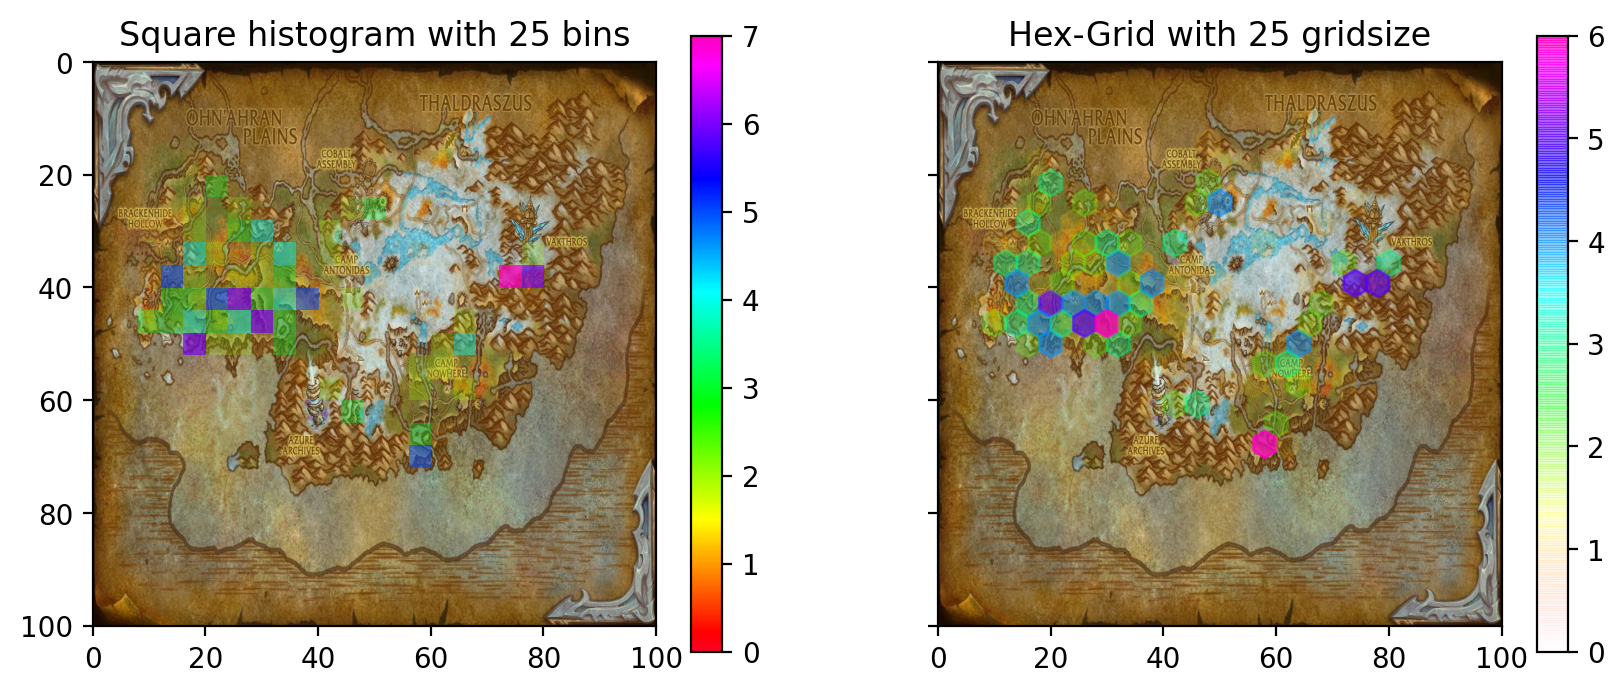 Square histogram with 25 bins
0
20
40
60
80
100
0
20
40
60
80
100
OHN'AHRAN
PLAINS
THALDRASZUS
COBALT
ASSEMBLY
BRACKENHIDE
HOLLOW
VAKTHROS
CAMP
ANTONIDAS
CAMP
NOWHERE
AZURE
ARCHIVES
7
6
5
4
3
2
1
0
Hex-Grid with 25 gridsize
OHN'AHRAN
PLAINS
THALDRASZUS
COBALT
ASSEMBLY
BRACKENHIDE
HOLLOW
VAKTHROS
CAMP
ANTONIDAS
CAMP
NOWHERE
AZURE
ARCHIVES
0
20
40
60
80
100
6
5
4
3
2
1
0